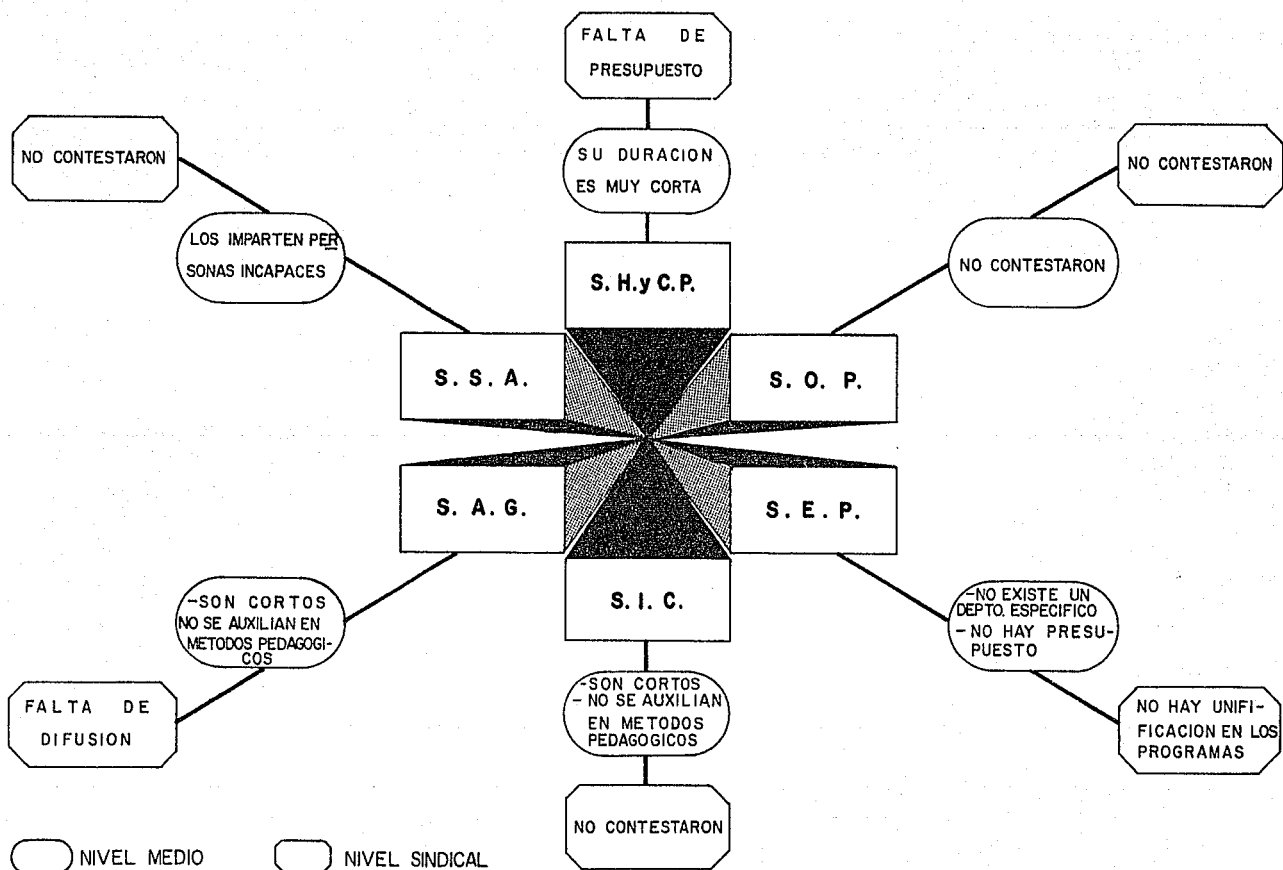 FALTA DE
PRESUPUESTO
SU DURACION
ES MUY CORTA
S. H. y C. P.
NO CONTESTARON
LOS IMPARTEN PER
SONAS INCAPACES
S. S. A.
NO CONTESTARON
NO CONTESTARON
S. O. P.
S. A. G.
-SON CORTOS
NO SE AUXILIAN EN
METODOS PEDAGOGI-
COS
FALTA DE
DIFUSION
S. I. C.
-SON CORTOS
- NO SE AUXILIAN
EN METODOS
PEDAGOGICOS
NO CONTESTARON
S. E. P.
-NO EXISTE UN
DEPTO. ESPECIFICO
- NO HAY PRESU-
PUESTO
NO HAY UNIFI-
FICACION EN LOS
PROGRAMAS
NIVEL MEDIO
NIVEL SINDICAL